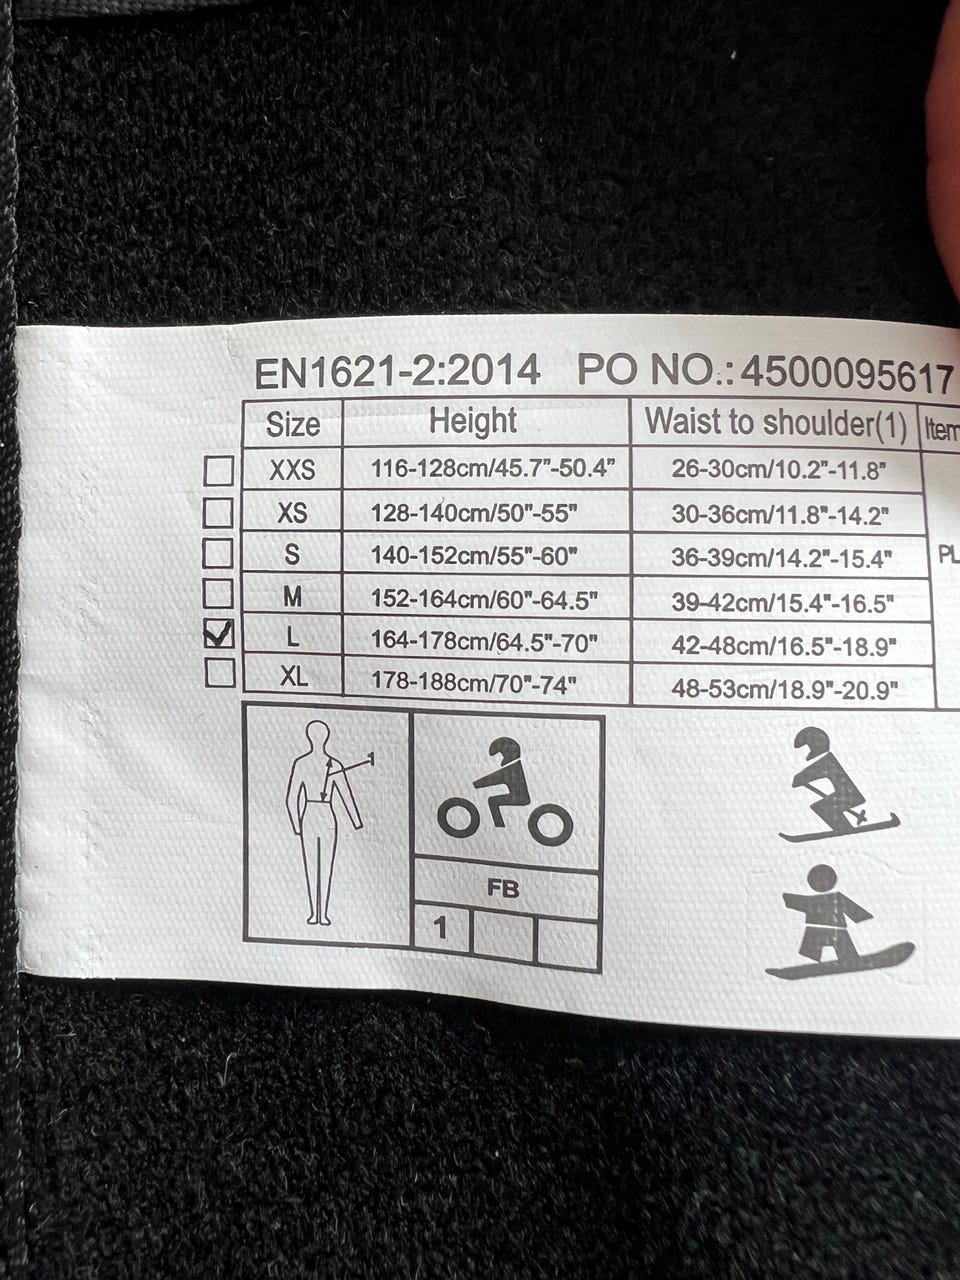 EN1621-2:2014 PO NO.: 4500095617
Size Height Waist to shoulder(1) Item
XXS 116-128cm/45.7"-50.4" 26-30cm/10.2"-11.8"
XS 128-140cm/50"-55" 30-36cm/11.8"-14.2"
S 140-152cm/55"-60" 36-39cm/14.2"-15.4" PL
M 152-164cm/60"-64.5" 39-42cm/15.4"-16.5"
L 164-178cm/64.5"-70" 42-48cm/16.5"-18.9"
XL 178-188cm/70"-74" 48-53cm/18.9"-20.9"
1
FB
1